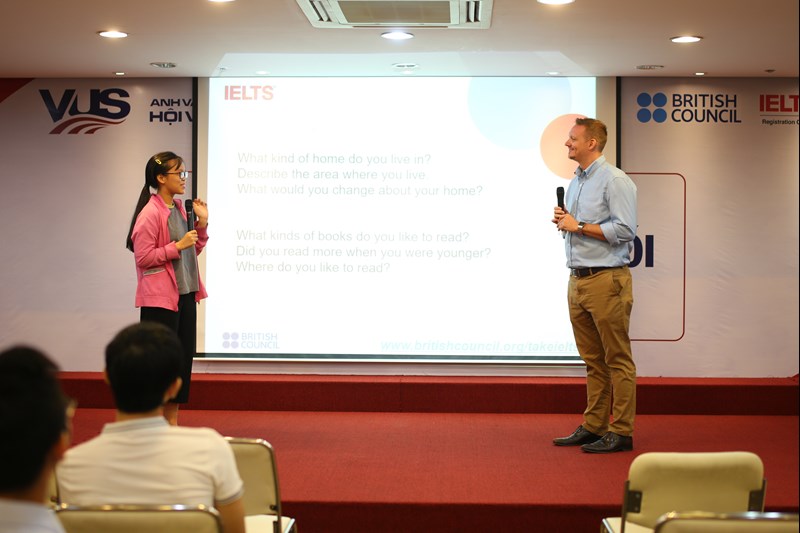 VUS
ANH VĂ
HỘI V
BRITISH
COUNCIL
IELT
Registration C
IELTS
What kind of home do you live in?
Describe the area where you live
What would you change about your home?
What kinds of books do you like to read?
Did you read more when you were younger?
Where do you like to read?
BRITISH
COUNCIL
www.britishcouncil.org/takeielt